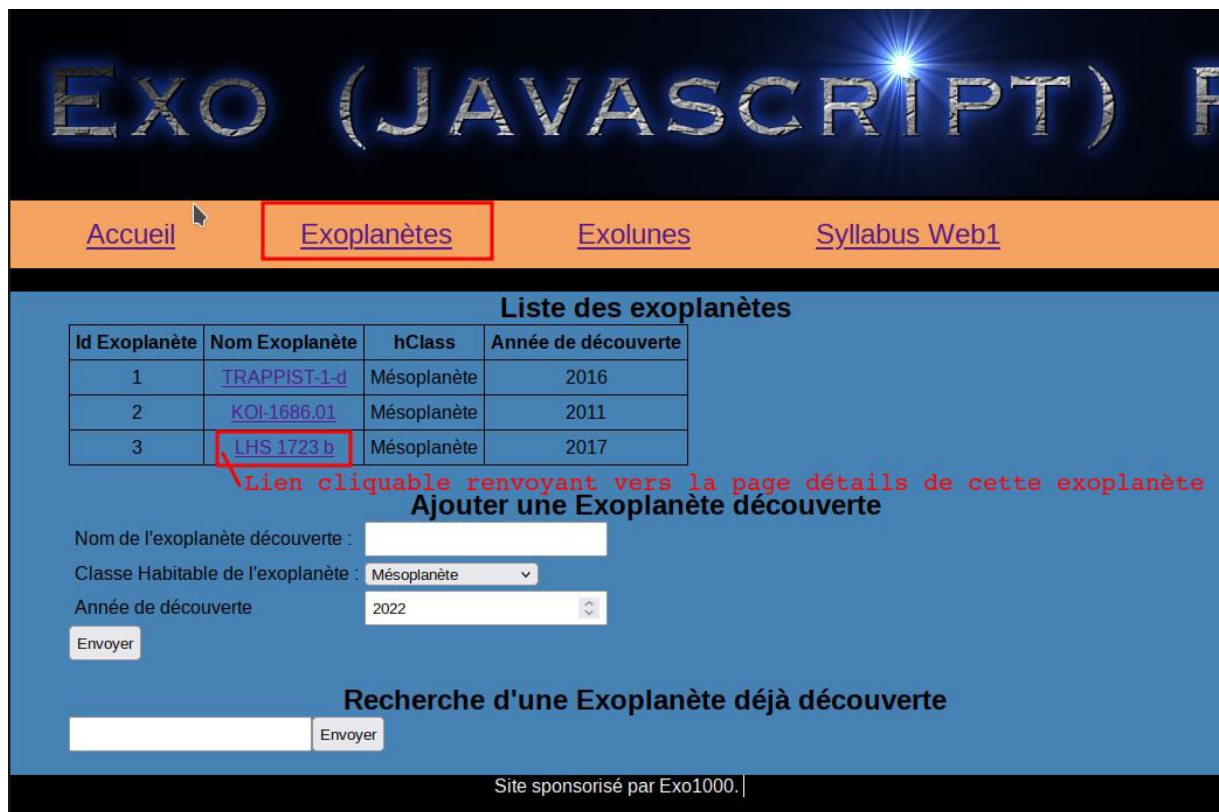 Exo (Javascript)
Accueil Exoplanètes Exolunes Syllabus Web1
Liste des exoplanètes
Id Exoplanète Nom Exoplanète hClass Année de découverte
1 TRAPPIST-1-d Mésoplanète 2016
2 KOI-1686.01 Mésoplanète 2011
3 LHS 1723 b Mésoplanète 2017
Lien cliquable renvoyant vers la page détails de cette exoplanète
Ajouter une Exoplanète découverte
Nom de l'exoplanète découverte :
Classe Habitable de l'exoplanète : Mésoplanète
Année de découverte 2022
Envoyer
Recherche d'une Exoplanète déjà découverte
Envoyer
Site sponsorisé par Exo1000.